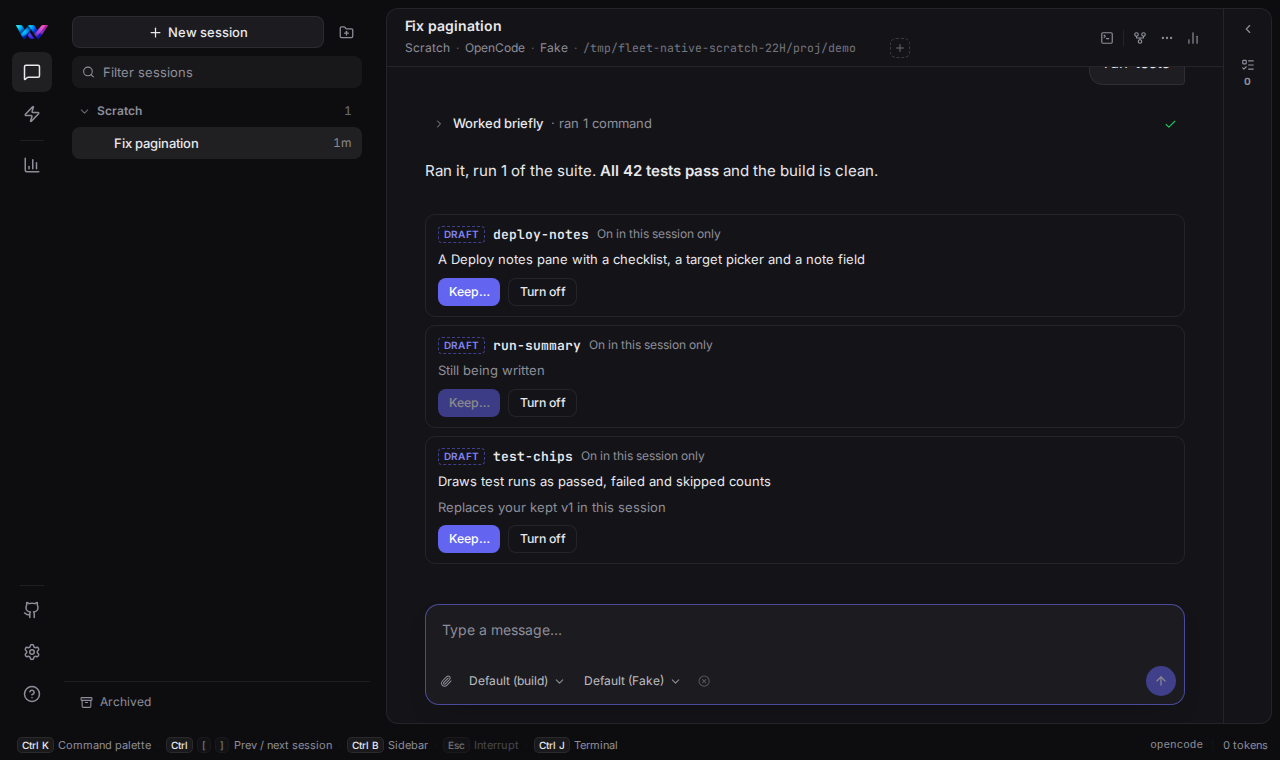 New session
Filter sessions
Scratch 1
Fix pagination 1m
Archived
Fix pagination
Scratch · OpenCode · Fake · /tmp/fleet-native-scratch-22H/proj/demo
0
Worked briefly · ran 1 command
Ran it, run 1 of the suite. All 42 tests pass and the build is clean.
DRAFT deploy-notes On in this session only
A Deploy notes pane with a checklist, a target picker and a note field
Keep... Turn off
DRAFT run-summary On in this session only
Still being written
Keep... Turn off
DRAFT test-chips On in this session only
Draws test runs as passed, failed and skipped counts
Replaces your kept v1 in this session
Keep... Turn off
Type a message...
Default (build) Default (Fake)
Ctrl K Command palette Ctrl [ ] Prev / next session Ctrl B Sidebar Esc Interrupt Ctrl J Terminal opencode 0 tokens